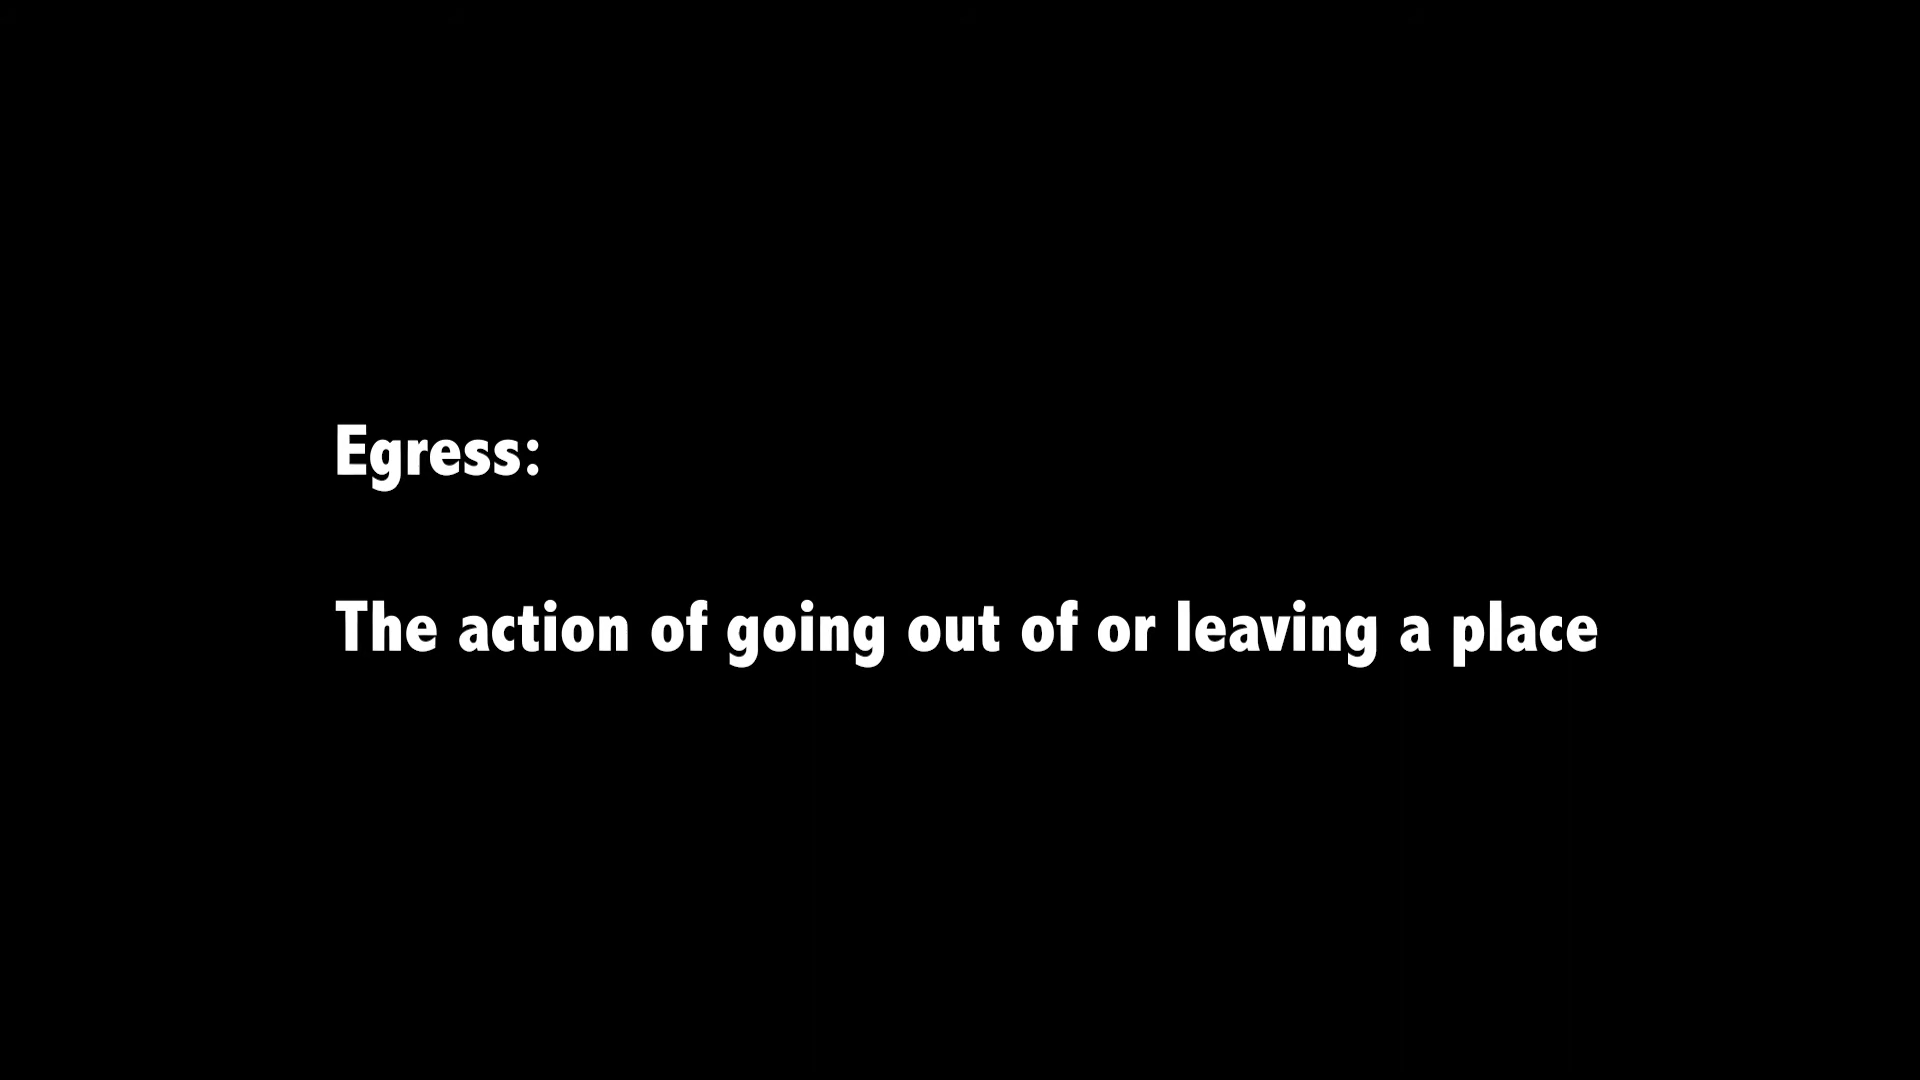 Egress:
The action of going out of or leaving a place